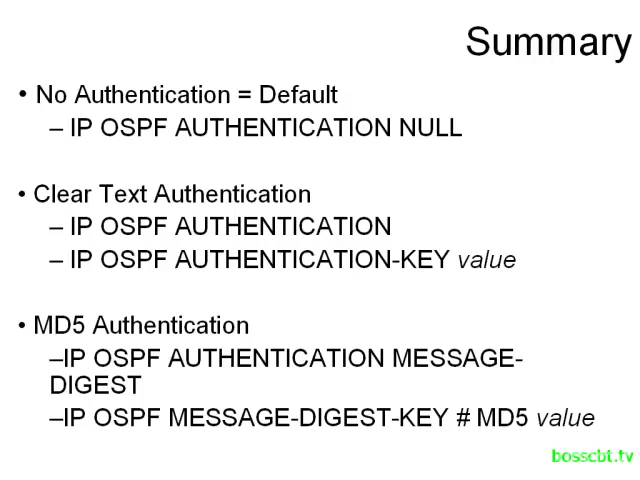 Summary
• No Authentication = Default
– IP OSPF AUTHENTICATION NULL
• Clear Text Authentication
– IP OSPF AUTHENTICATION
– IP OSPF AUTHENTICATION-KEY value
• MD5 Authentication
–IP OSPF AUTHENTICATION MESSAGE-
DIGEST
–IP OSPF MESSAGE-DIGEST-KEY # MD5 value
bosscbt.tv